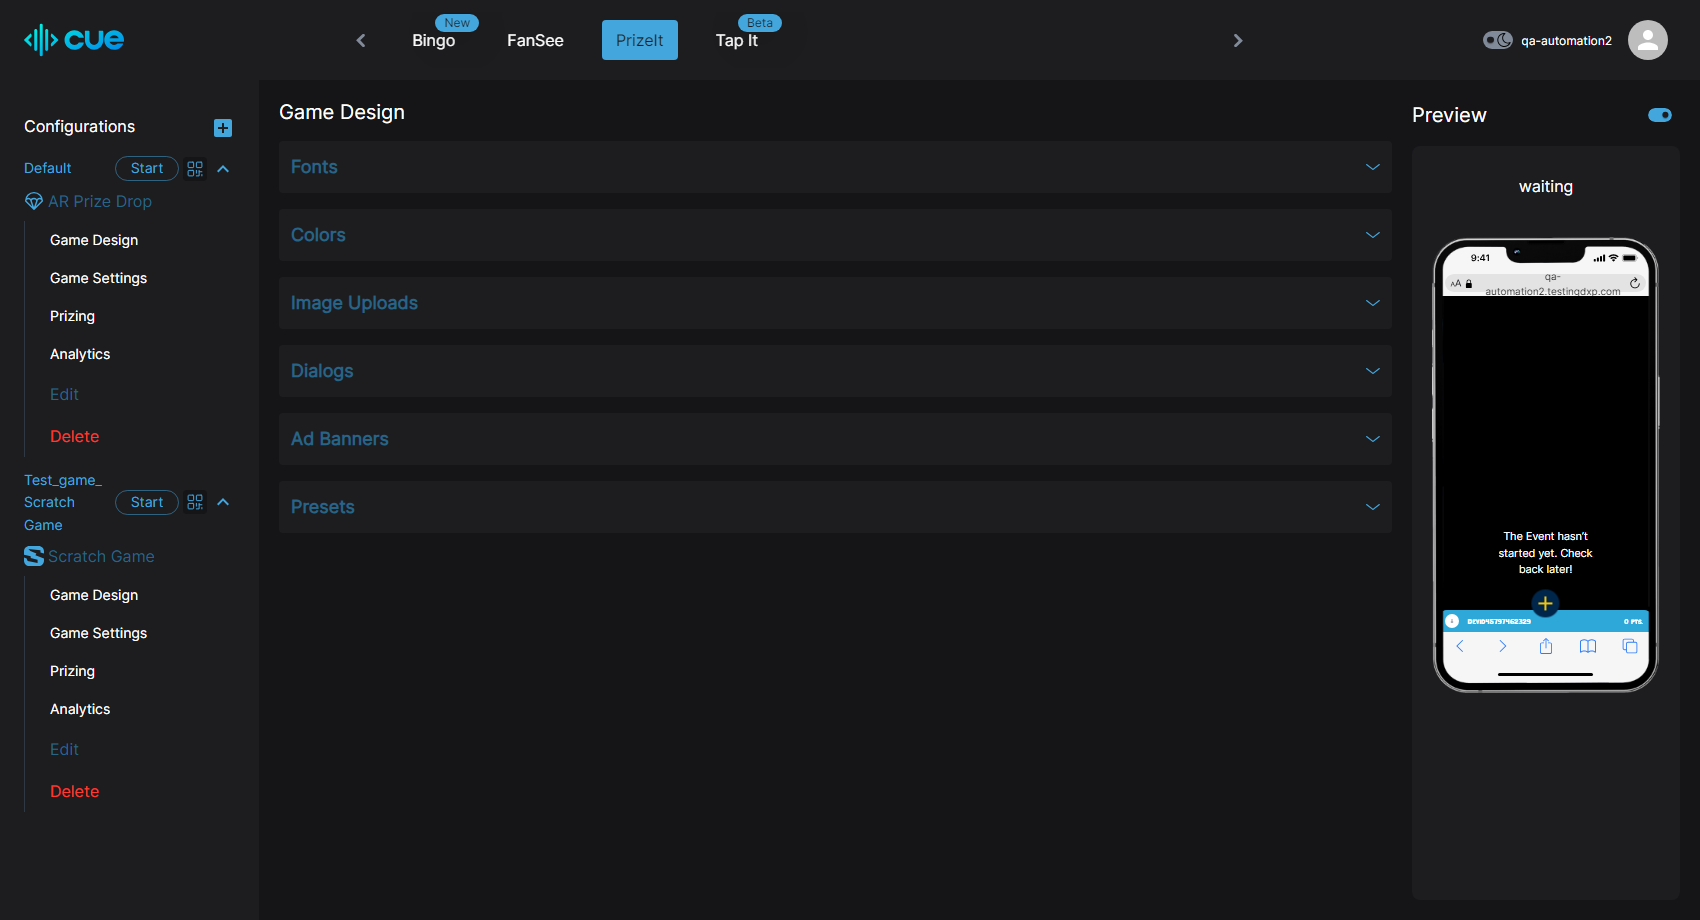 cue
New
Bingo
FanSee
PrizeIt
Beta
Tap It
qa-automation2
Configurations
Default
Start
AR Prize Drop
Game Design
Game Settings
Prizing
Analytics
Edit
Delete
Test_game_
Scratch
Game
Start
Scratch Game
Game Design
Game Settings
Prizing
Analytics
Edit
Delete
Game Design
Fonts
Colors
Image Uploads
Dialogs
Ad Banners
Presets
Preview
waiting
9:41
AA
qa-
automation2.testingdxp.com
The Event hasn't
started yet. Check
back later!
0 PTS.